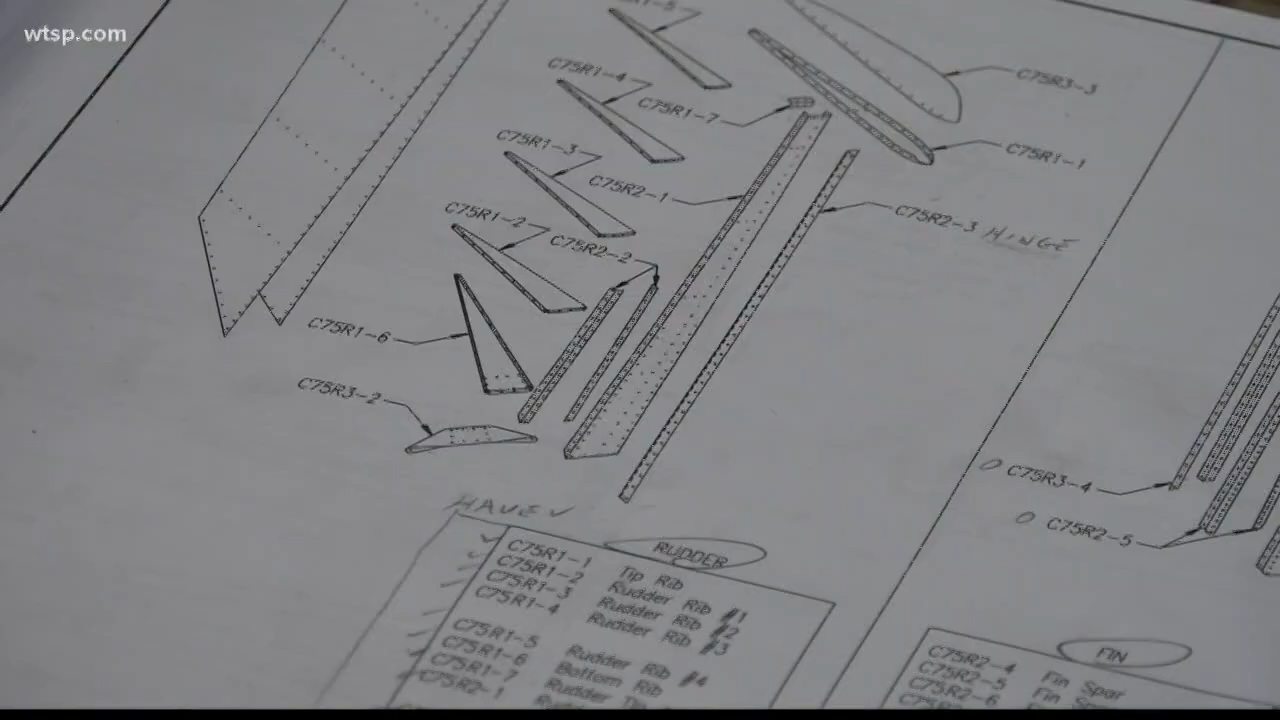 wtsp.com
C75R1-5
C75R1-4
C75R1-7
C75R3-3
C75R1-1
C75R1-3
C75R2-1
C75R2-3 HINGE
C75R1-2
C75R2-2
C75R1-6
C75R3-2
C75R3-4
C75R2-5
HAVE
RUDDER
C75R1-1 Tip Rib
C75R1-2 Rudder Rib #1
C75R1-3 Rudder Rib #2
C75R1-4 Rudder Rib #3
C75R1-5 Rudder Rib #4
C75R1-6 Bottom Rib
C75R1-7 Rudder
C75R2-1
FIN
C75R2-4 Fin Spar
C75R2-5 Fin
C75R2-6